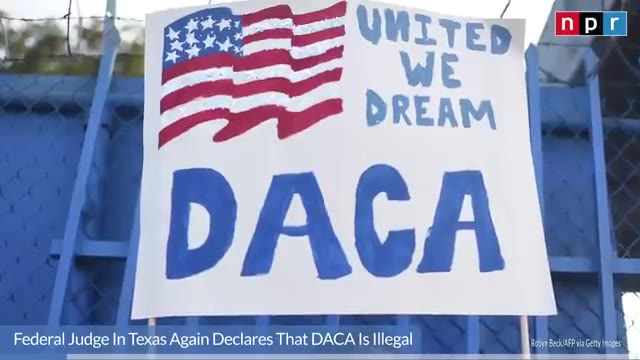 npr
UNITED
WE
DREAM
DACA
Federal Judge In Texas Again Declares That DACA Is Illegal
Robyn Beck/AFP via Getty Images